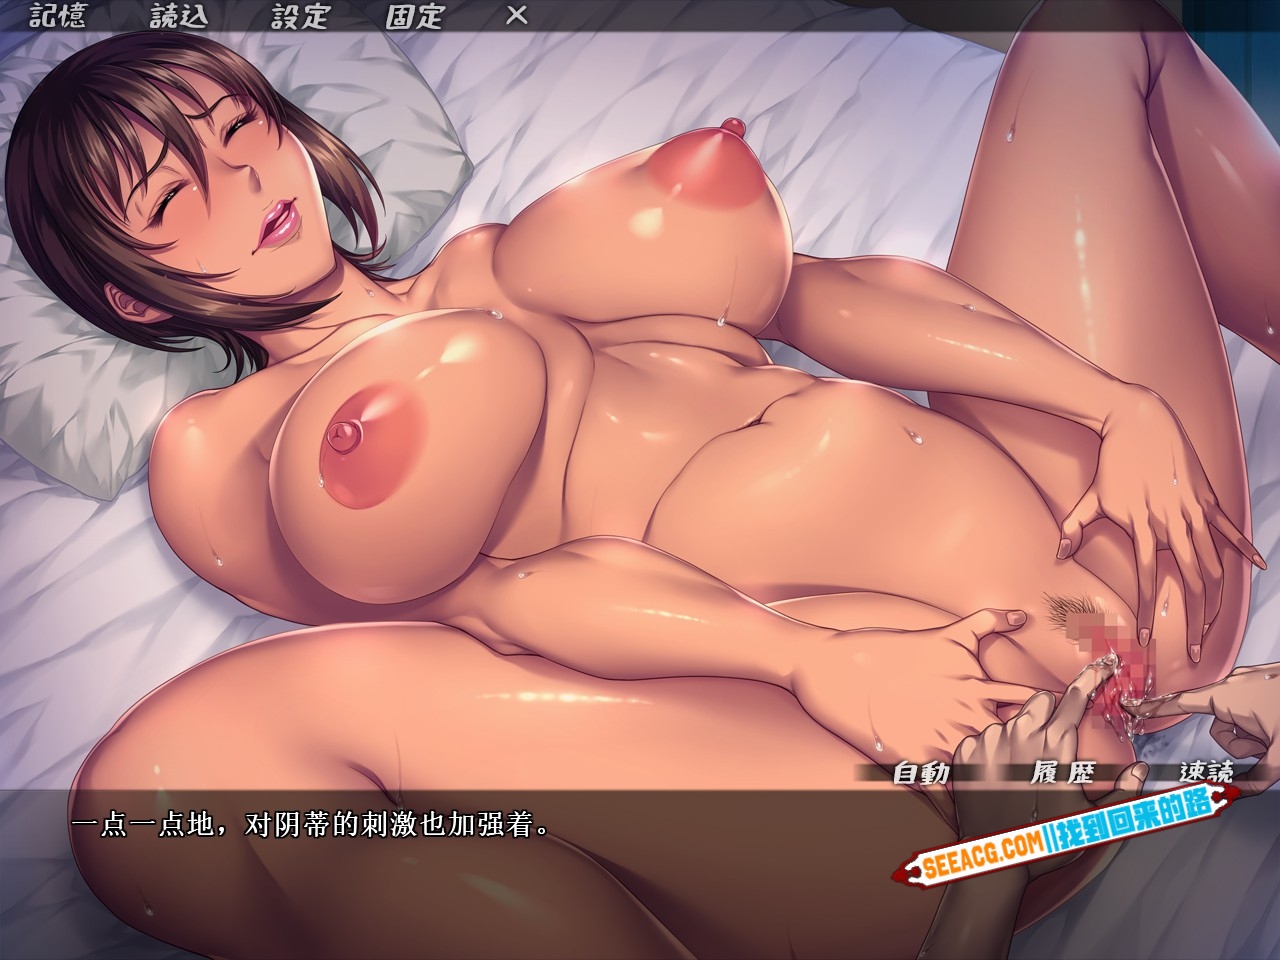 記憶 読込 設定 固定 ×
自動 履歴 速読
一点一点地，对阴蒂的刺激也加强着。
SEEACG.COM||找到回来的路